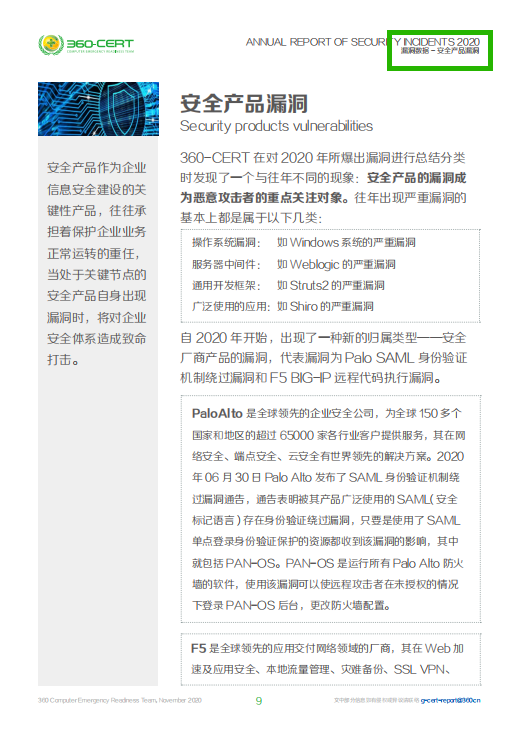 360-CERT
COMPUTER EMERGENCY READINESS TEAM
ANNUAL REPORT OF SECURITY INCIDENTS 2020
漏洞数据 - 安全产品漏洞
安全产品漏洞
Security products vulnerabilities
安全产品作为企业
信息安全建设的关
键性产品，往往承
担着保护企业业务
正常运转的重任，
当处于关键节点的
安全产品自身出现
漏洞时，将对企业
安全体系造成致命
打击。
360-CERT 在对 2020 年所爆出漏洞进行总结分类
时发现了一个与往年不同的现象：安全产品的漏洞成
为恶意攻击者的重点关注对象。往年出现严重漏洞的
基本上都是属于以下几类：
操作系统漏洞： 如 Windows 系统的严重漏洞
服务器中间件： 如 Weblogic 的严重漏洞
通用开发框架： 如 Struts2 的严重漏洞
广泛使用的应用：如 Shiro 的严重漏洞
自 2020 年开始，出现了一种新的归属类型——安全
厂商产品的漏洞，代表漏洞为 Palo SAML 身份验证
机制绕过漏洞和 F5 BIG-IP 远程代码执行漏洞。
PaloAlto 是全球领先的企业安全公司，为全球 150 多个
国家和地区的超过 65000 家各行业客户提供服务，其在网
络安全、端点安全、云安全有世界领先的解决方案。2020
年 06 月 30 日 Palo Alto 发布了 SAML 身份验证机制绕
过漏洞通告，通告表明被其产品广泛使用的 SAML( 安全
标记语言 ) 存在身份验证绕过漏洞，只要是使用了 SAML
单点登录身份验证保护的资源都收到该漏洞的影响，其中
就包括 PAN-OS。PAN-OS 是运行所有 Palo Alto 防火
墙的软件，使用该漏洞可以使远程攻击者在未授权的情况
下登录 PAN-OS 后台，更改防火墙配置。
F5 是全球领先的应用交付网络领域的厂商，其在 Web 加
速及应用安全、本地流量管理、灾难备份、SSL VPN、
360 Computer Emergency Readiness Team, November 2020
9
g-cert-report@360.cn